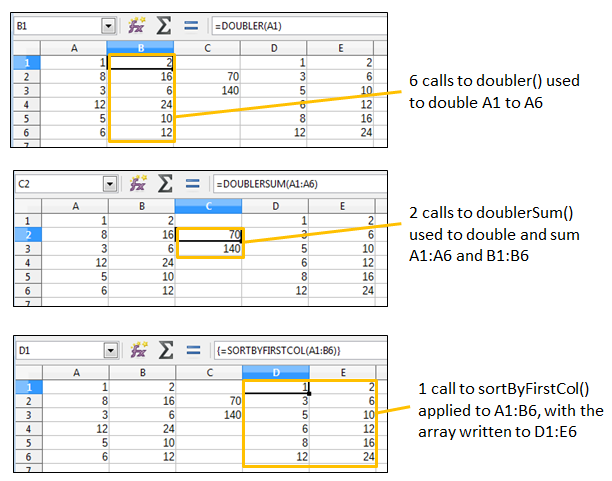 B1 fx Σ = =DOUBLER(A1)
A B C D E
1 1 2 1 2
2 8 16 70 3 6
3 3 6 140 5 10
4 12 24 6 12
5 5 10 8 16
6 6 12 12 24
6 calls to doubler() used
to double A1 to A6
C2 fx Σ = =DOUBLERSUM(A1:A6)
A B C D E
1 1 2 1 2
2 8 16 70 3 6
3 3 6 140 5 10
4 12 24 6 12
5 5 10 8 16
6 6 12 12 24
7
2 calls to doublerSum()
used to double and sum
A1:A6 and B1:B6
D1 fx Σ = {=SORTBYFIRSTCOL(A1:B6)}
A B C D E
1 1 2 1 2
2 8 16 70 3 6
3 3 6 140 5 10
4 12 24 6 12
5 5 10 8 16
6 6 12 12 24
7
1 call to sortByFirstCol()
applied to A1:B6, with the
array written to D1:E6